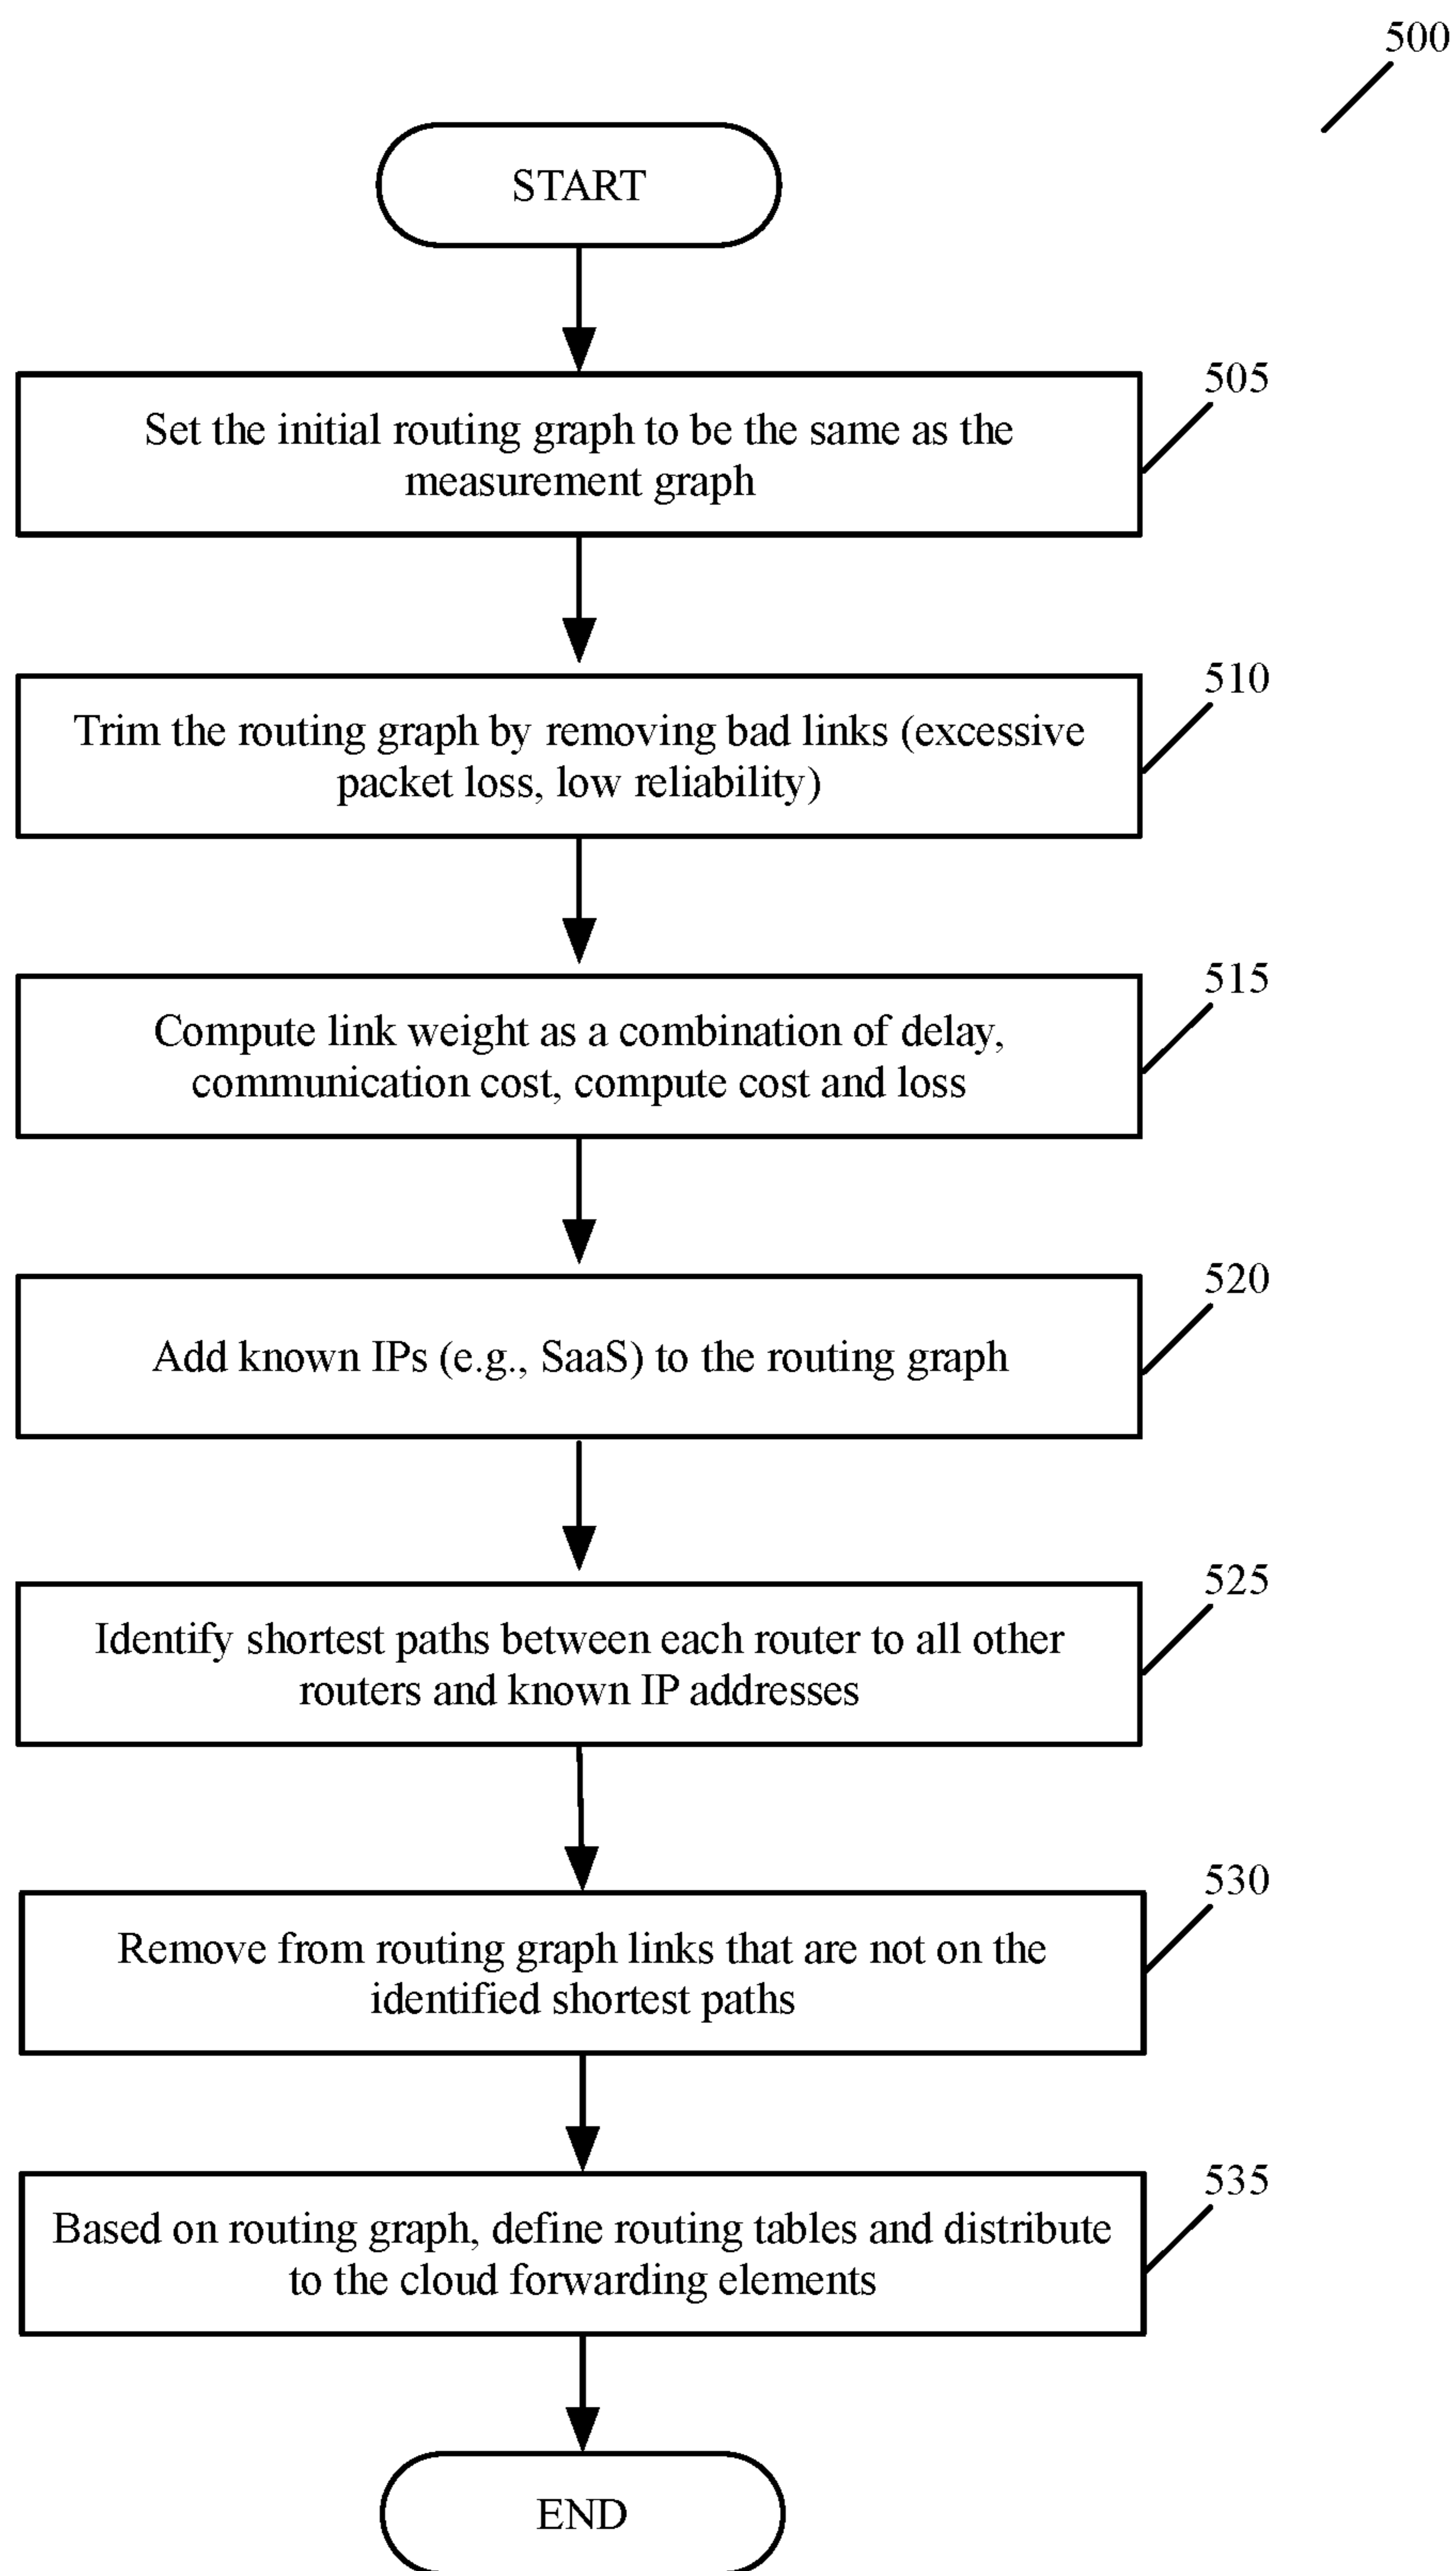 500
START
505
Set the initial routing graph to be the same as the
measurement graph
510
Trim the routing graph by removing bad links (excessive
packet loss, low reliability)
515
Compute link weight as a combination of delay,
communication cost, compute cost and loss
520
Add known IPs (e.g., SaaS) to the routing graph
525
Identify shortest paths between each router to all other
routers and known IP addresses
530
Remove from routing graph links that are not on the
identified shortest paths
535
Based on routing graph, define routing tables and distribute
to the cloud forwarding elements
END